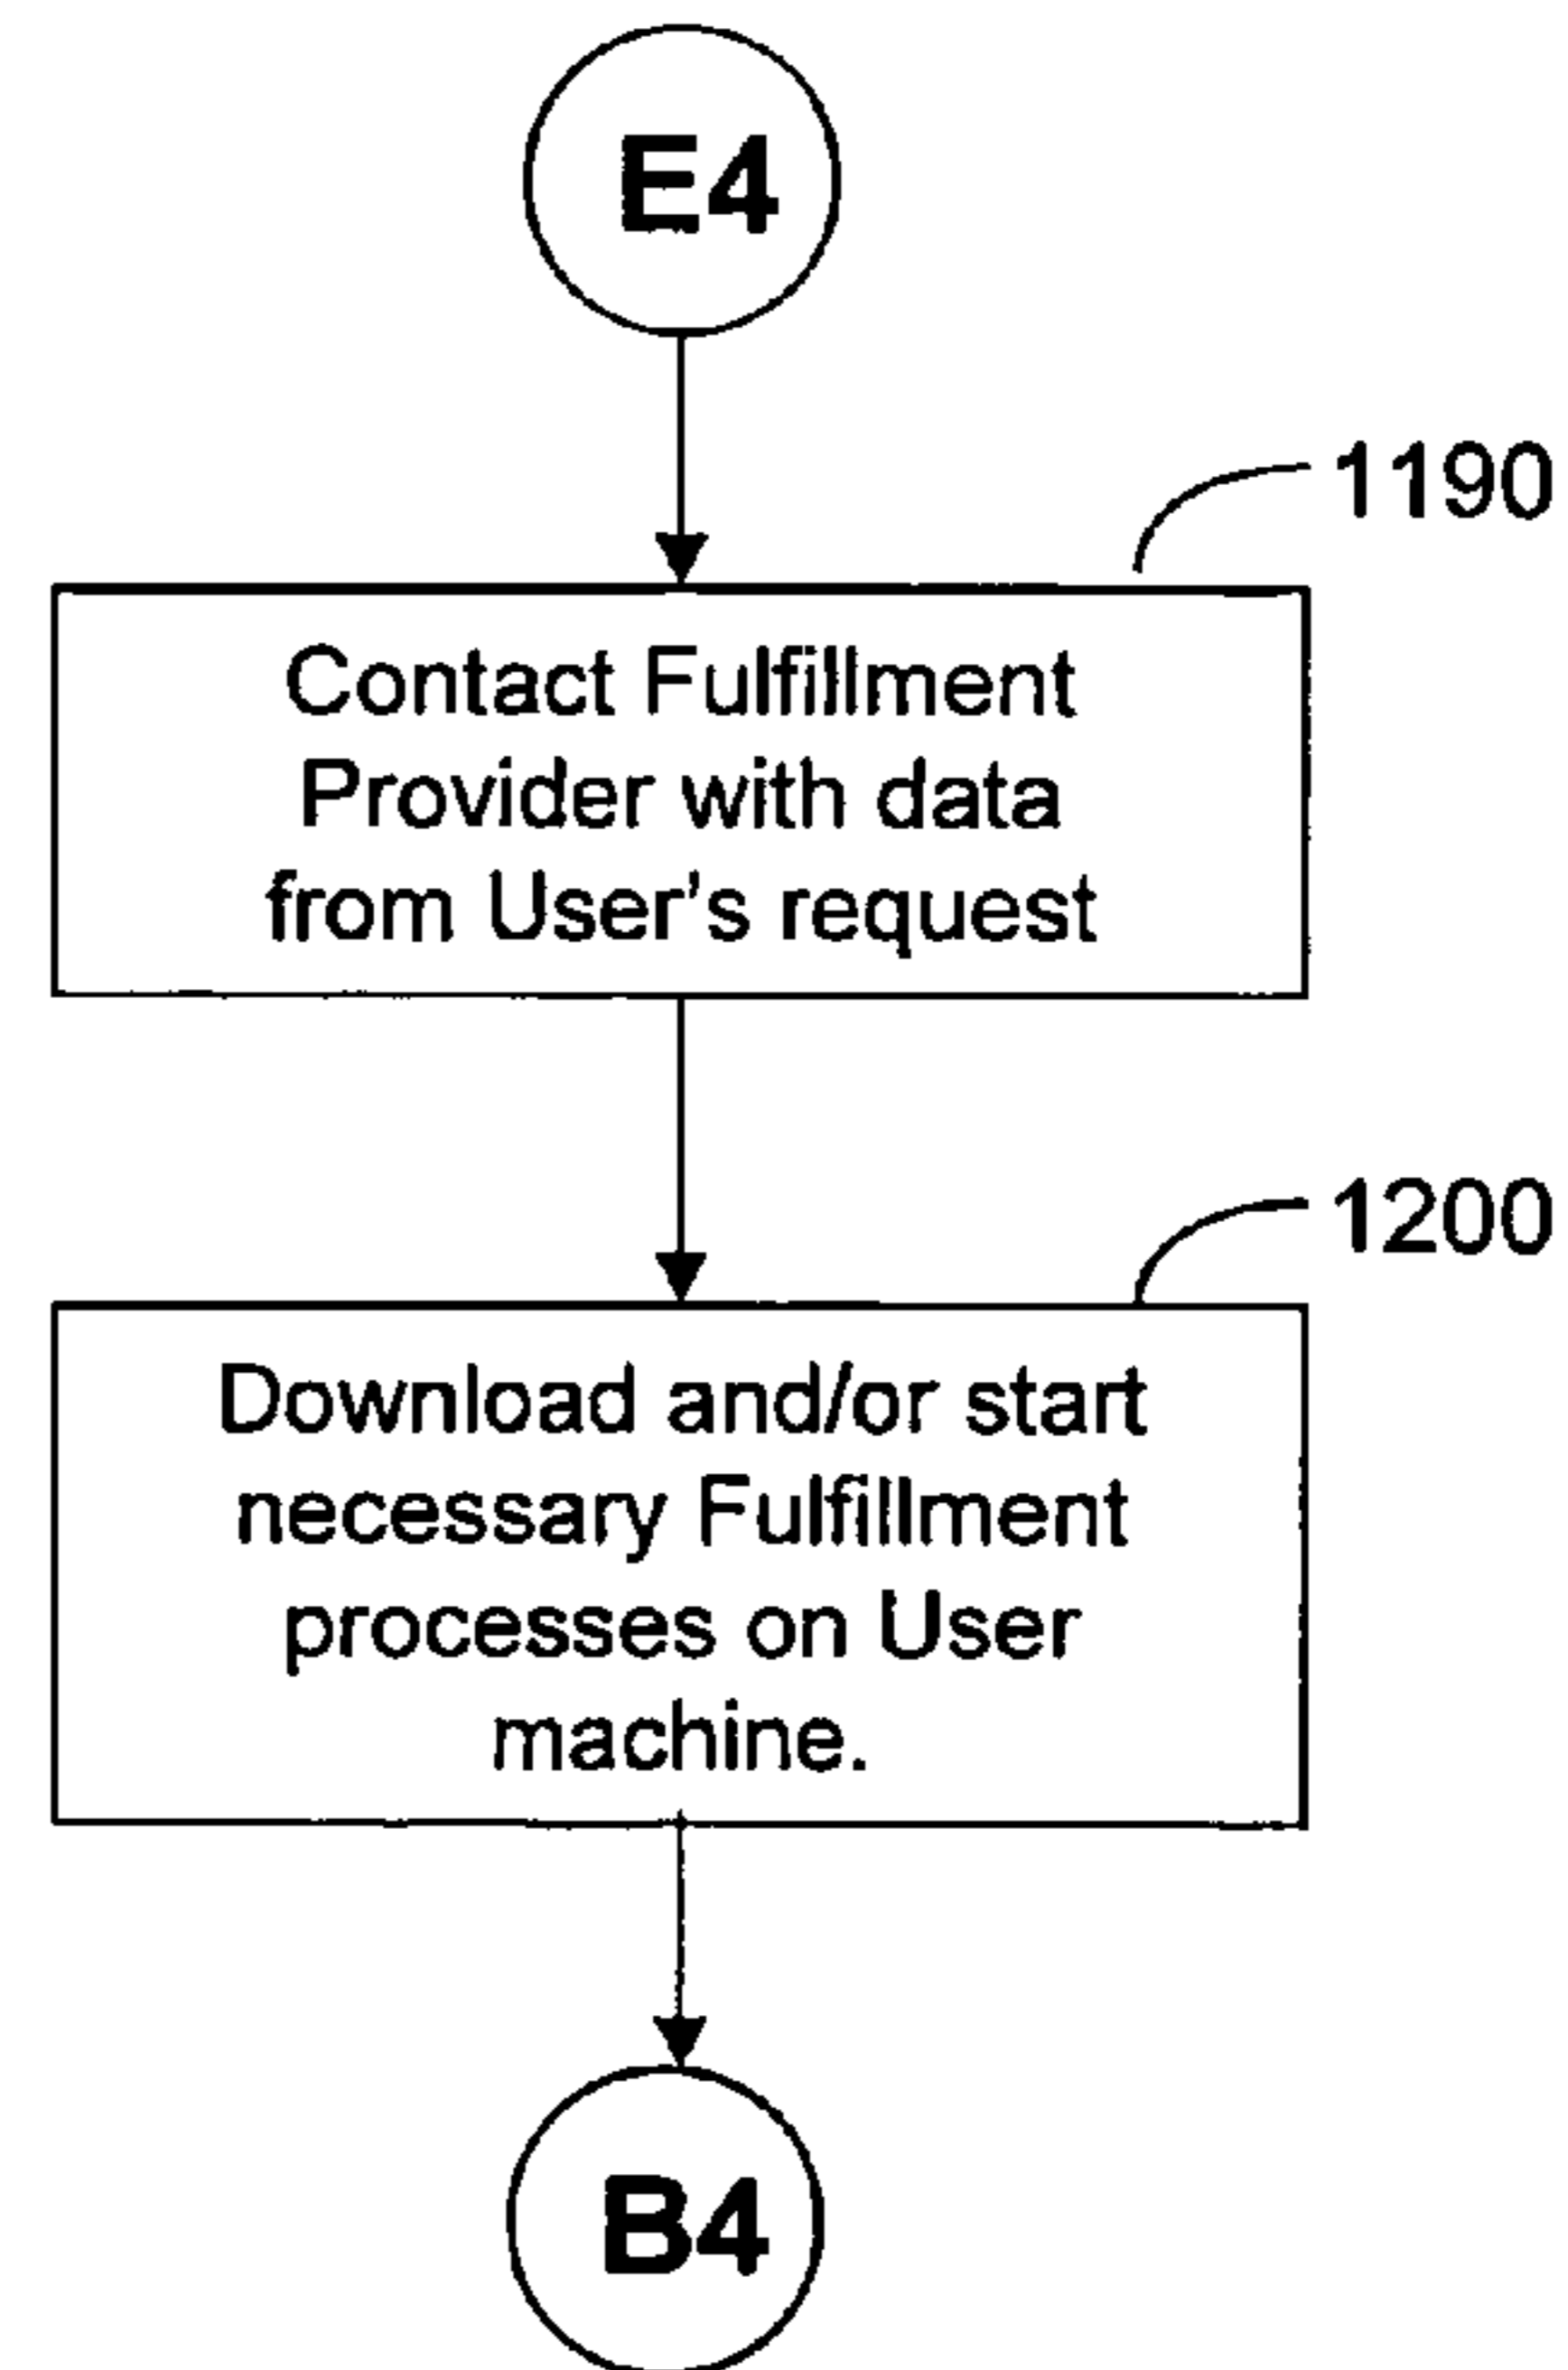 E4
1190
Contact Fulfillment
Provider with data
from User's request
1200
Download and/or start
necessary Fulfillment
processes on User
machine.
B4